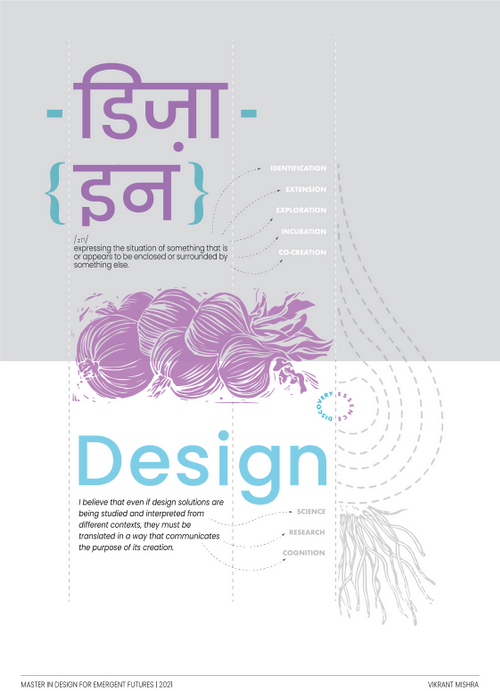 - डिज़ा -
{इन}
/ɪn/
expressing the situation of something that is
or appears to be enclosed or surrounded by
something else.
IDENTIFICATION
EXTENSION
EXPLORATION
INCUBATION
CO-CREATION
DISCOVERY ESSENCE
Design
I believe that even if design solutions are
being studied and interpreted from
different contexts, they must be
translated in a way that communicates
the purpose of its creation.
SCIENCE
RESEARCH
COGNITION
MASTER IN DESIGN FOR EMERGENT FUTURES | 2021
VIKRANT MISHRA